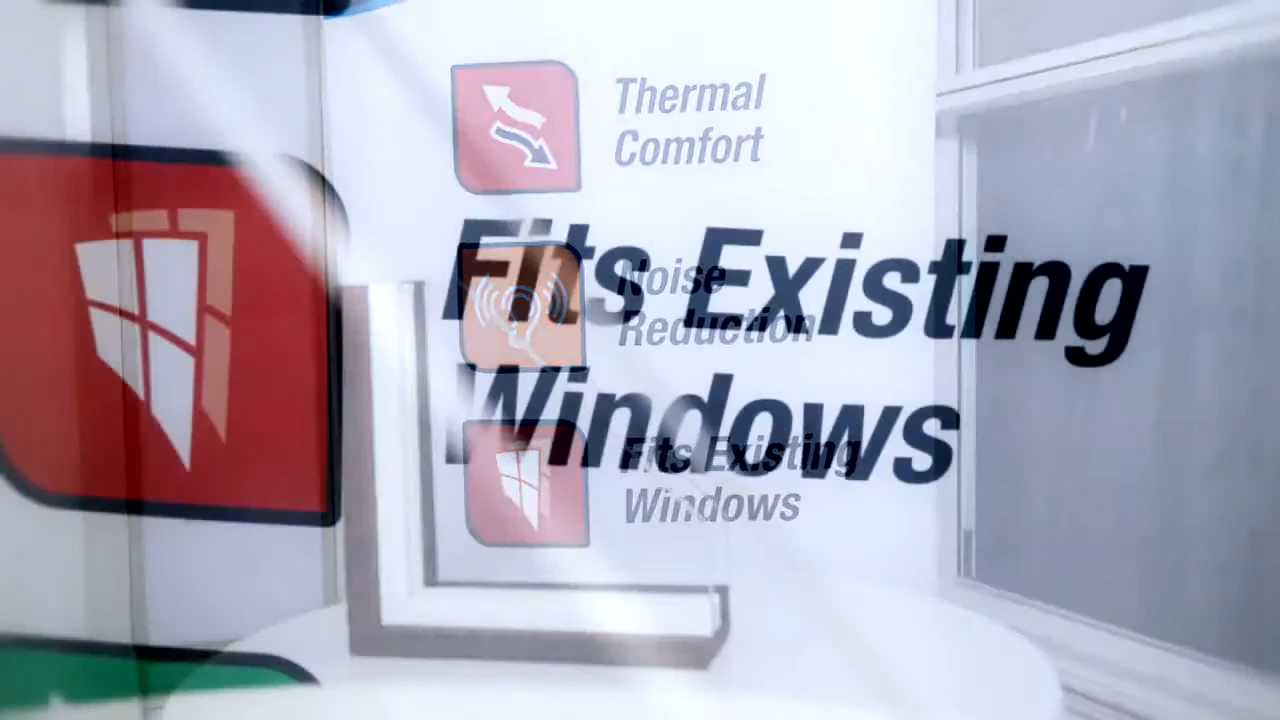 Thermal
Comfort
Fits Existing
Windows
Noise
Reduction
Fits Existing
Windows